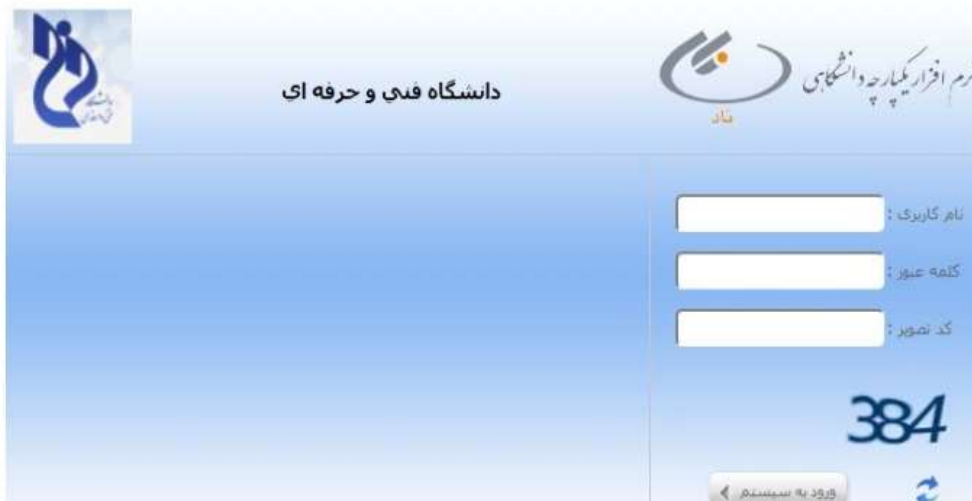 نرم افزار یکپارچه دانشگاهی
ناد
دانشگاه فني و حرفه اي
نام کاربری :
کلمه عبور :
کد تصویر :
384
ورود به سیستم